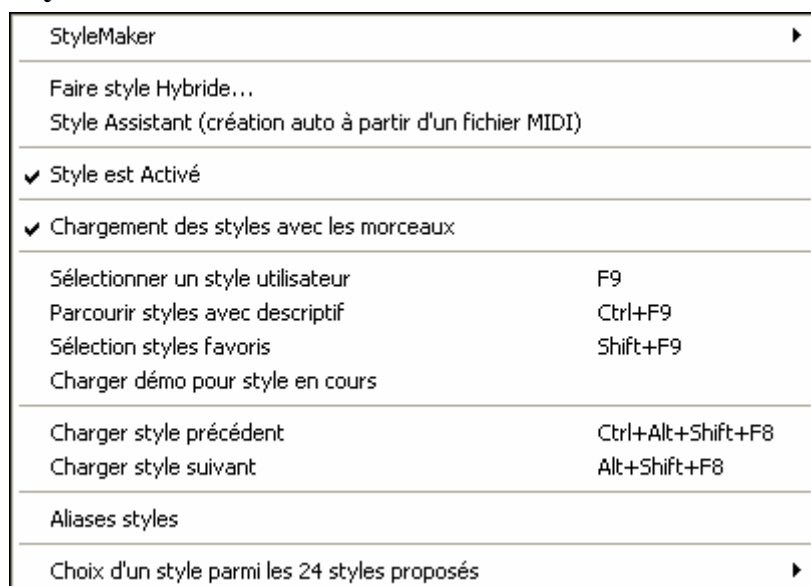 StyleMaker
Faire style Hybride...
Style Assistant (création auto à partir d'un fichier MIDI)
Style est Activé
Chargement des styles avec les morceaux
Sélectionner un style utilisateur F9
Parcourir styles avec descriptif Ctrl+F9
Sélection styles favoris Shift+F9
Charger démo pour style en cours
Charger style précédent Ctrl+Alt+Shift+F8
Charger style suivant Alt+Shift+F8
Aliases styles
Choix d'un style parmi les 24 styles proposés